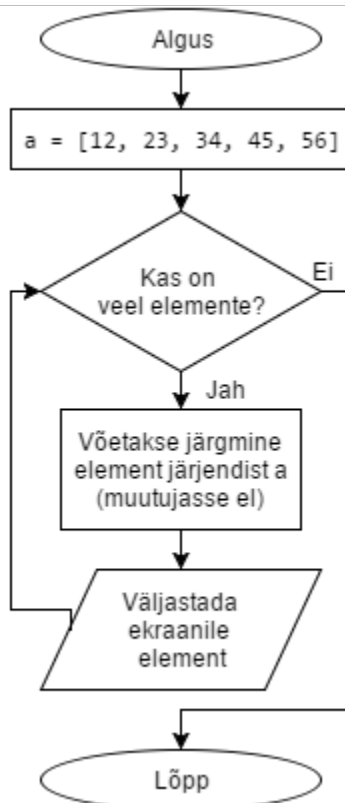 Algus
a = [12, 23, 34, 45, 56]
Kas on
veel elemente?
Ei
Jah
Võetakse järgmine
element järjendist a
(muutujasse el)
Väljastada
ekraanile
element
Lõpp